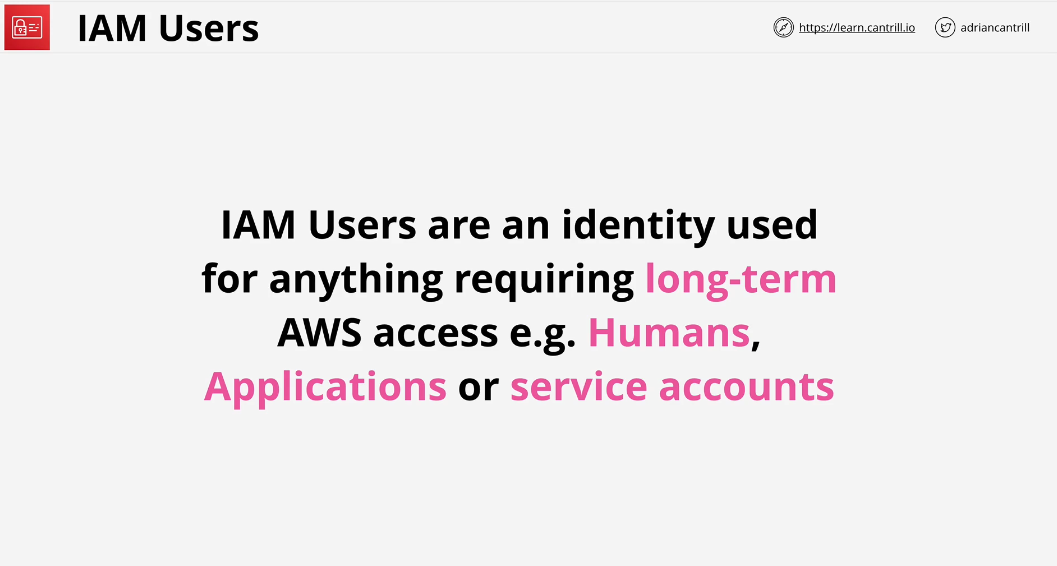 IAM Users
https://learn.cantrill.io
adriancantrill
IAM Users are an identity used
for anything requiring long-term
AWS access e.g. Humans,
Applications or service accounts